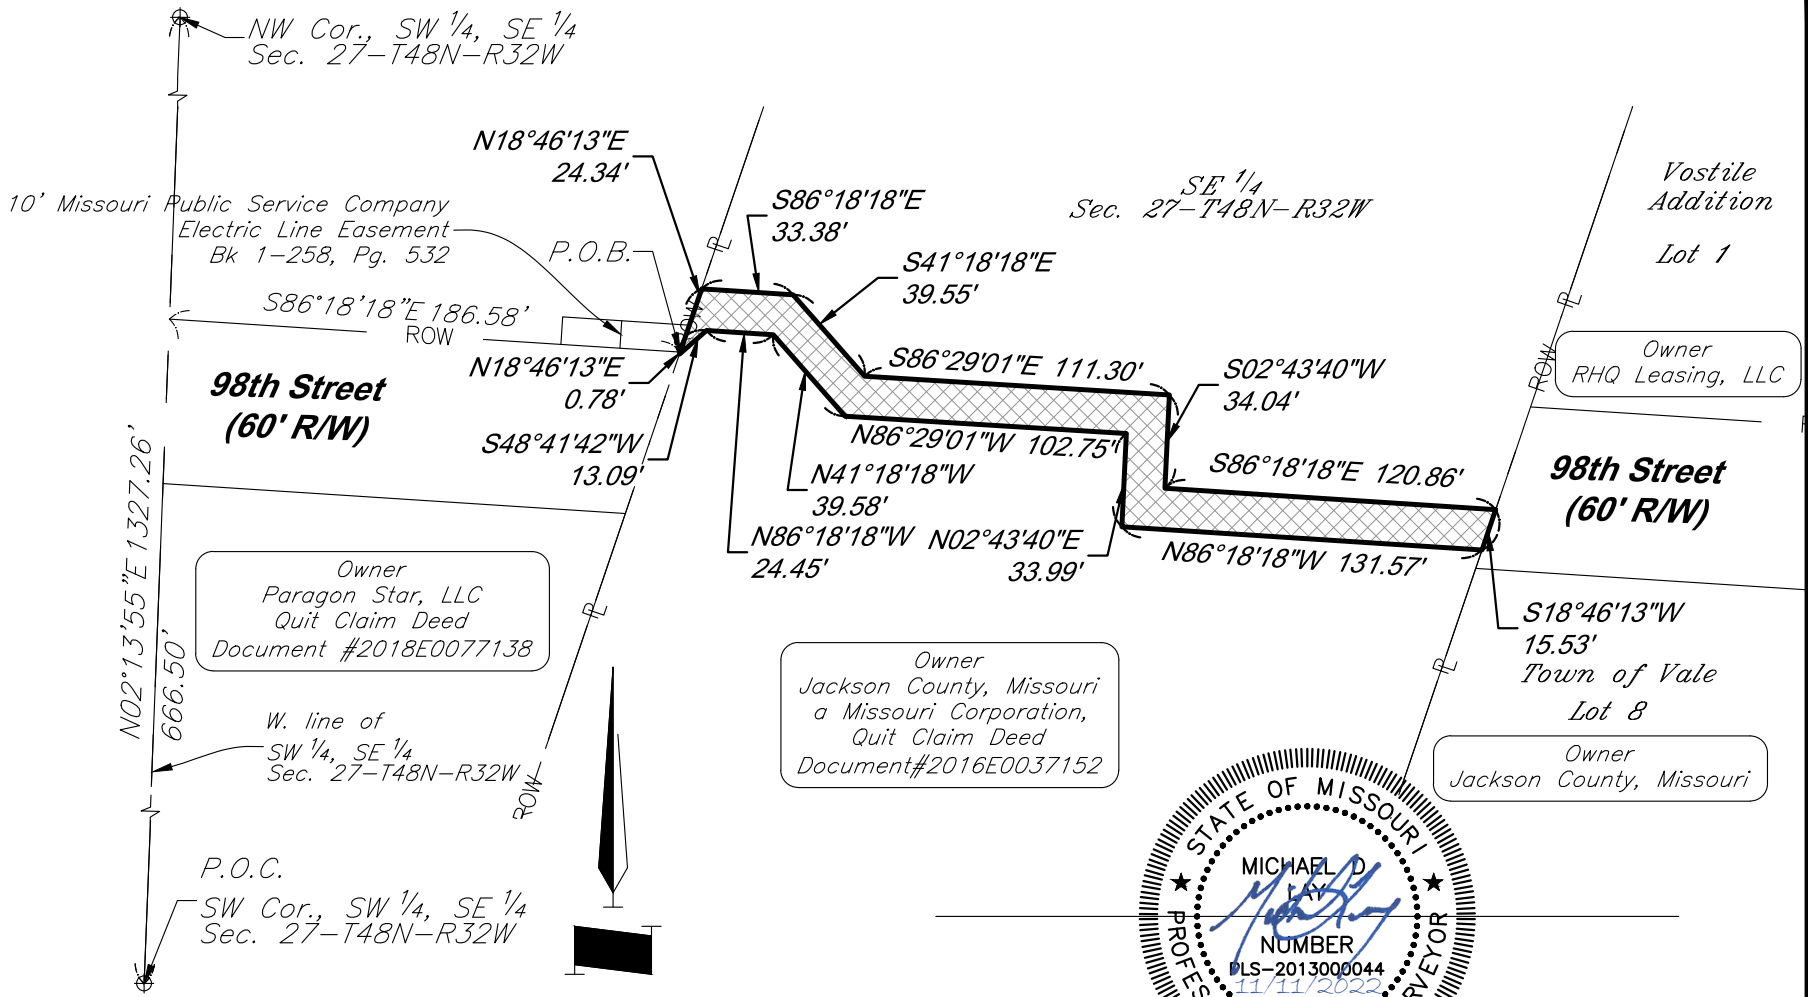 NW Cor., SW 1/4, SE 1/4
Sec. 27-T48N-R32W
N18°46'13"E
24.34'
10' Missouri Public Service Company
Electric Line Easement
Bk 1-258, Pg. 532
P.O.B.
S86°18'18"E
33.38'
S41°18'18"E
39.55'
SE 1/4
Sec. 27-T48N-R32W
Vostile
Addition
Lot 1
S86°18'18"E 186.58'
ROW
ROW
98th Street
(60' R/W)
N18°46'13"E
0.78'
S48°41'42"W
13.09'
S86°29'01"E 111.30'
S02°43'40"W
34.04'
ROW
Owner
RHQ Leasing, LLC
N86°29'01"W 102.75'
N41°18'18"W
39.58'
N86°18'18"W
24.45'
N02°43'40"E
33.99'
S86°18'18"E 120.86'
N86°18'18"W 131.57'
98th Street
(60' R/W)
S18°46'13"W
15.53'
Town of Vale
Lot 8
Owner
Jackson County, Missouri
N02°13'55"E 1327.26'
666.50'
Owner
Paragon Star, LLC
Quit Claim Deed
Document #2018E0077138
Owner
Jackson County, Missouri
a Missouri Corporation,
Quit Claim Deed
Document#2016E0037152
W. line of
SW 1/4, SE 1/4
Sec. 27-T48N-R32W
ROW
P.O.C.
SW Cor., SW 1/4, SE 1/4
Sec. 27-T48N-R32W
STATE OF MISSOURI
MICHAEL D
LAY
NUMBER
PLS-2013000044
11/11/2022